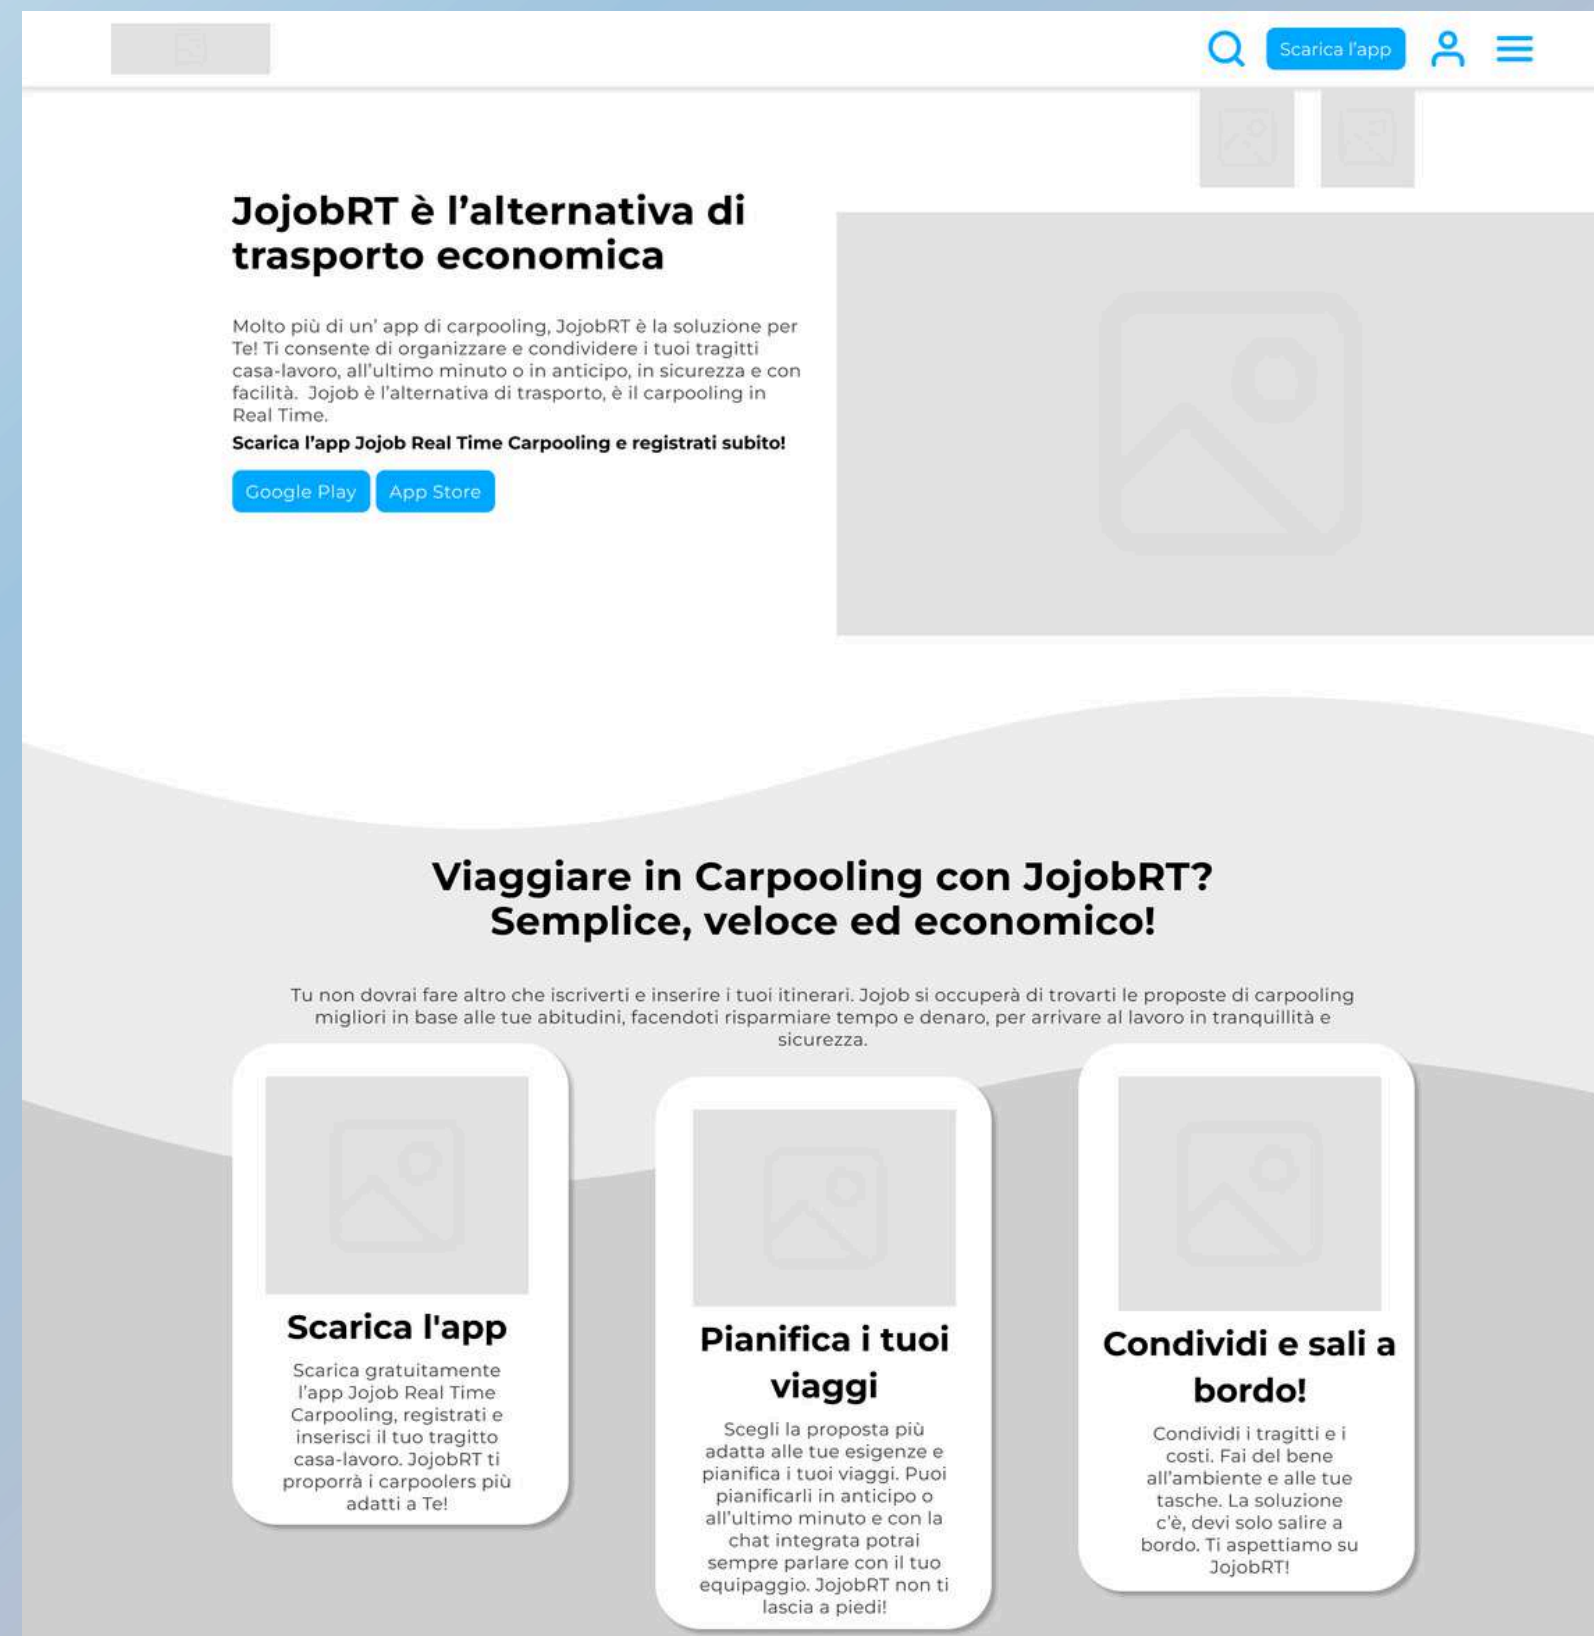 Scarica l'app
JojobRT è l’alternativa di
trasporto economica
Molto più di un’ app di carpooling, JojobRT è la soluzione per
Te! Ti consente di organizzare e condividere i tuoi tragitti
casa-lavoro, all’ultimo minuto o in anticipo, in sicurezza e con
facilità.  Jojob è l’alternativa di trasporto, è il carpooling in
Real Time.
Scarica l’app Jojob Real Time Carpooling e registrati subito!
Google Play App Store
Viaggiare in Carpooling con JojobRT?
Semplice, veloce ed economico!
Tu non dovrai fare altro che iscriverti e inserire i tuoi itinerari. Jojob si occuperà di trovarti le proposte di carpooling
migliori in base alle tue abitudini, facendoti risparmiare tempo e denaro, per arrivare al lavoro in tranquillità e
sicurezza.
Scarica l'app
Scarica gratuitamente
l’app Jojob Real Time
Carpooling, registrati e
inserisci il tuo tragitto
casa-lavoro. JojobRT ti
proporrà i carpoolers più
adatti a Te!
Pianifica i tuoi
viaggi
Scegli la proposta più
adatta alle tue esigenze e
pianifica i tuoi viaggi. Puoi
pianificarli in anticipo o
all’ultimo minuto e con la
chat integrata potrai
sempre parlare con il tuo
equipaggio. JojobRT non ti
lascia a piedi!
Condividi e sali a
bordo!
Condividi i tragitti e i
costi. Fai del bene
all’ambiente e alle tue
tasche. La soluzione
c’è, devi solo salire a
bordo. Ti aspettiamo su
JojobRT!